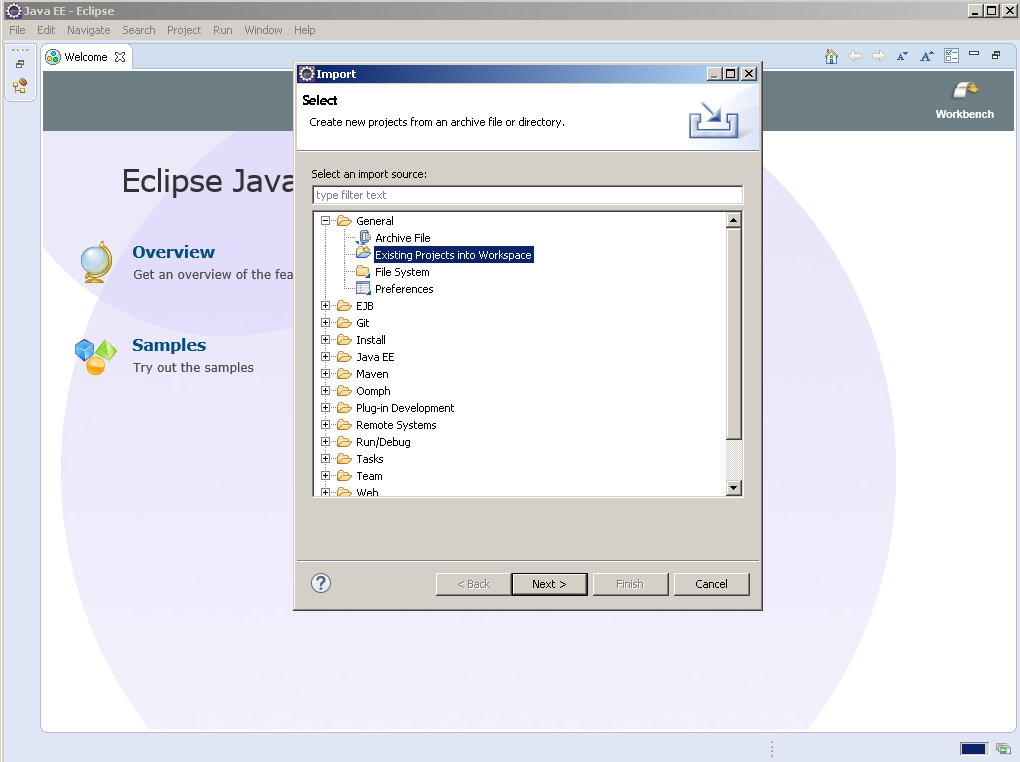 Java EE - Eclipse
File Edit Navigate Search Project Run Window Help
Welcome
Workbench
Import
Select
Create new projects from an archive file or directory.
Select an import source:
type filter text
General
Archive File
Existing Projects into Workspace
File System
Preferences
EJB
Git
Install
Java EE
Maven
Oomph
Plug-in Development
Remote Systems
Run/Debug
Tasks
Team
Web
? < Back Next > Finish Cancel
Eclipse Java
Overview
Get an overview of the fea
Samples
Try out the samples